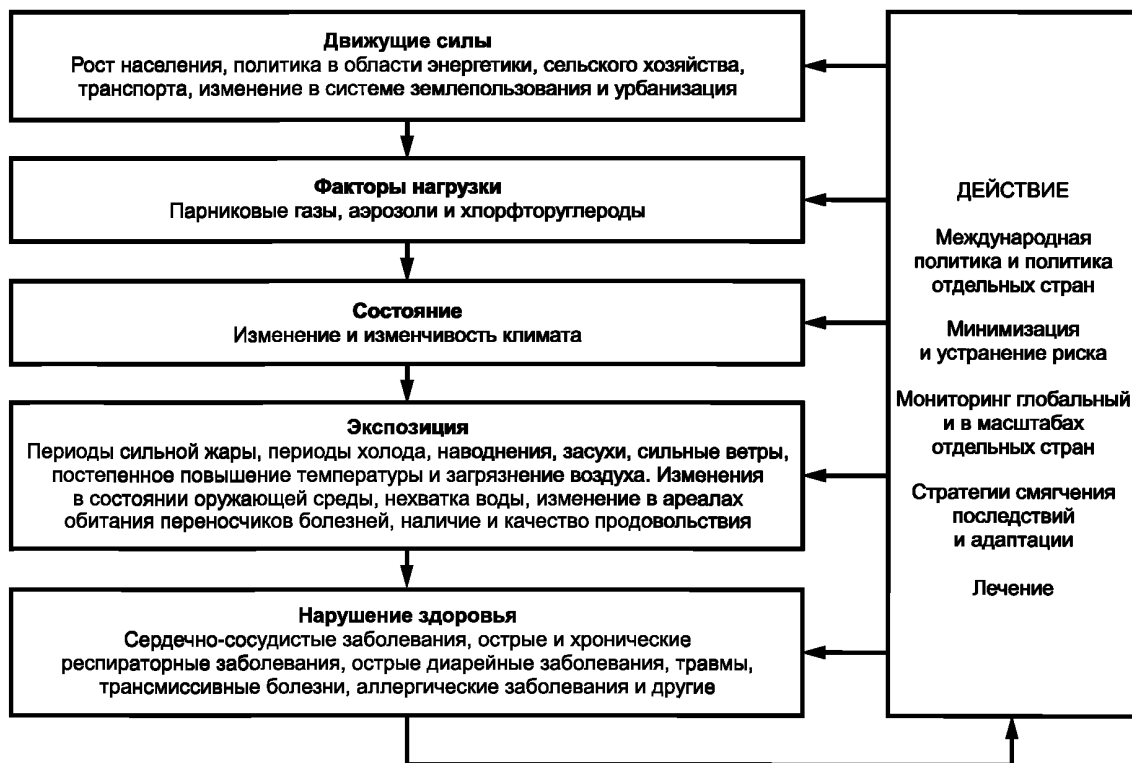 Движущие силы
Рост населения, политика в области энергетики, сельского хозяйства,
транспорта, изменение в системе землепользования и урбанизация
Факторы нагрузки
Парниковые газы, аэрозоли и хлорфторуглероды
Состояние
Изменение и изменчивость климата
Экспозиция
Периоды сильной жары, периоды холода, наводнения, засухи, сильные ветры,
постепенное повышение температуры и загрязнение воздуха. Изменения
в состоянии оружающей среды, нехватка воды, изменение в ареалах
обитания переносчиков болезней, наличие и качество продовольствия
Нарушение здоровья
Сердечно-сосудистые заболевания, острые и хронические
респираторные заболевания, острые диарейные заболевания, травмы,
трансмиссивные болезни, аллергические заболевания и другие
ДЕЙСТВИЕ
Международная
политика и политика
отдельных стран
Минимизация
и устранение риска
Мониторинг глобальный
и в масштабах
отдельных стран
Стратегии смягчения
последствий
и адаптации
Лечение